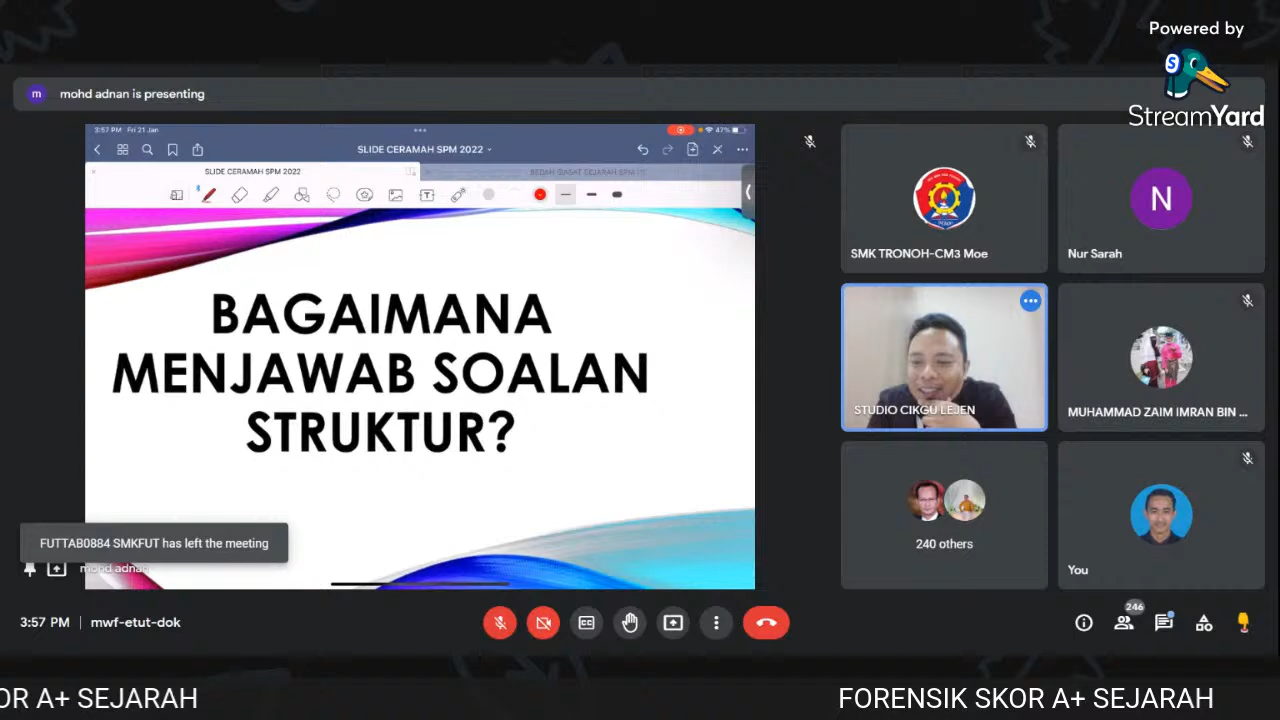 Powered by
StreamYard
m mohd adnan is presenting
3:57 PM Fri 21 Jan
47%
SLIDE CERAMAH SPM 2022
SLIDE CERAMAH SPM 2022
BAGAIMANA
MENJAWAB SOALAN
STRUKTUR?
SMK TRONOH-CM3 Moe
N
Nur Sarah
STUDIO CIKGU LEJEN
MUHAMMAD ZAIM IMRAN BIN ...
240 others
You
FUTTAB0884 SMKFUT has left the meeting
mohd adnan
3:57 PM | mwf-etut-dok
246
OR A+ SEJARAH
FORENSIK SKOR A+ SEJARAH